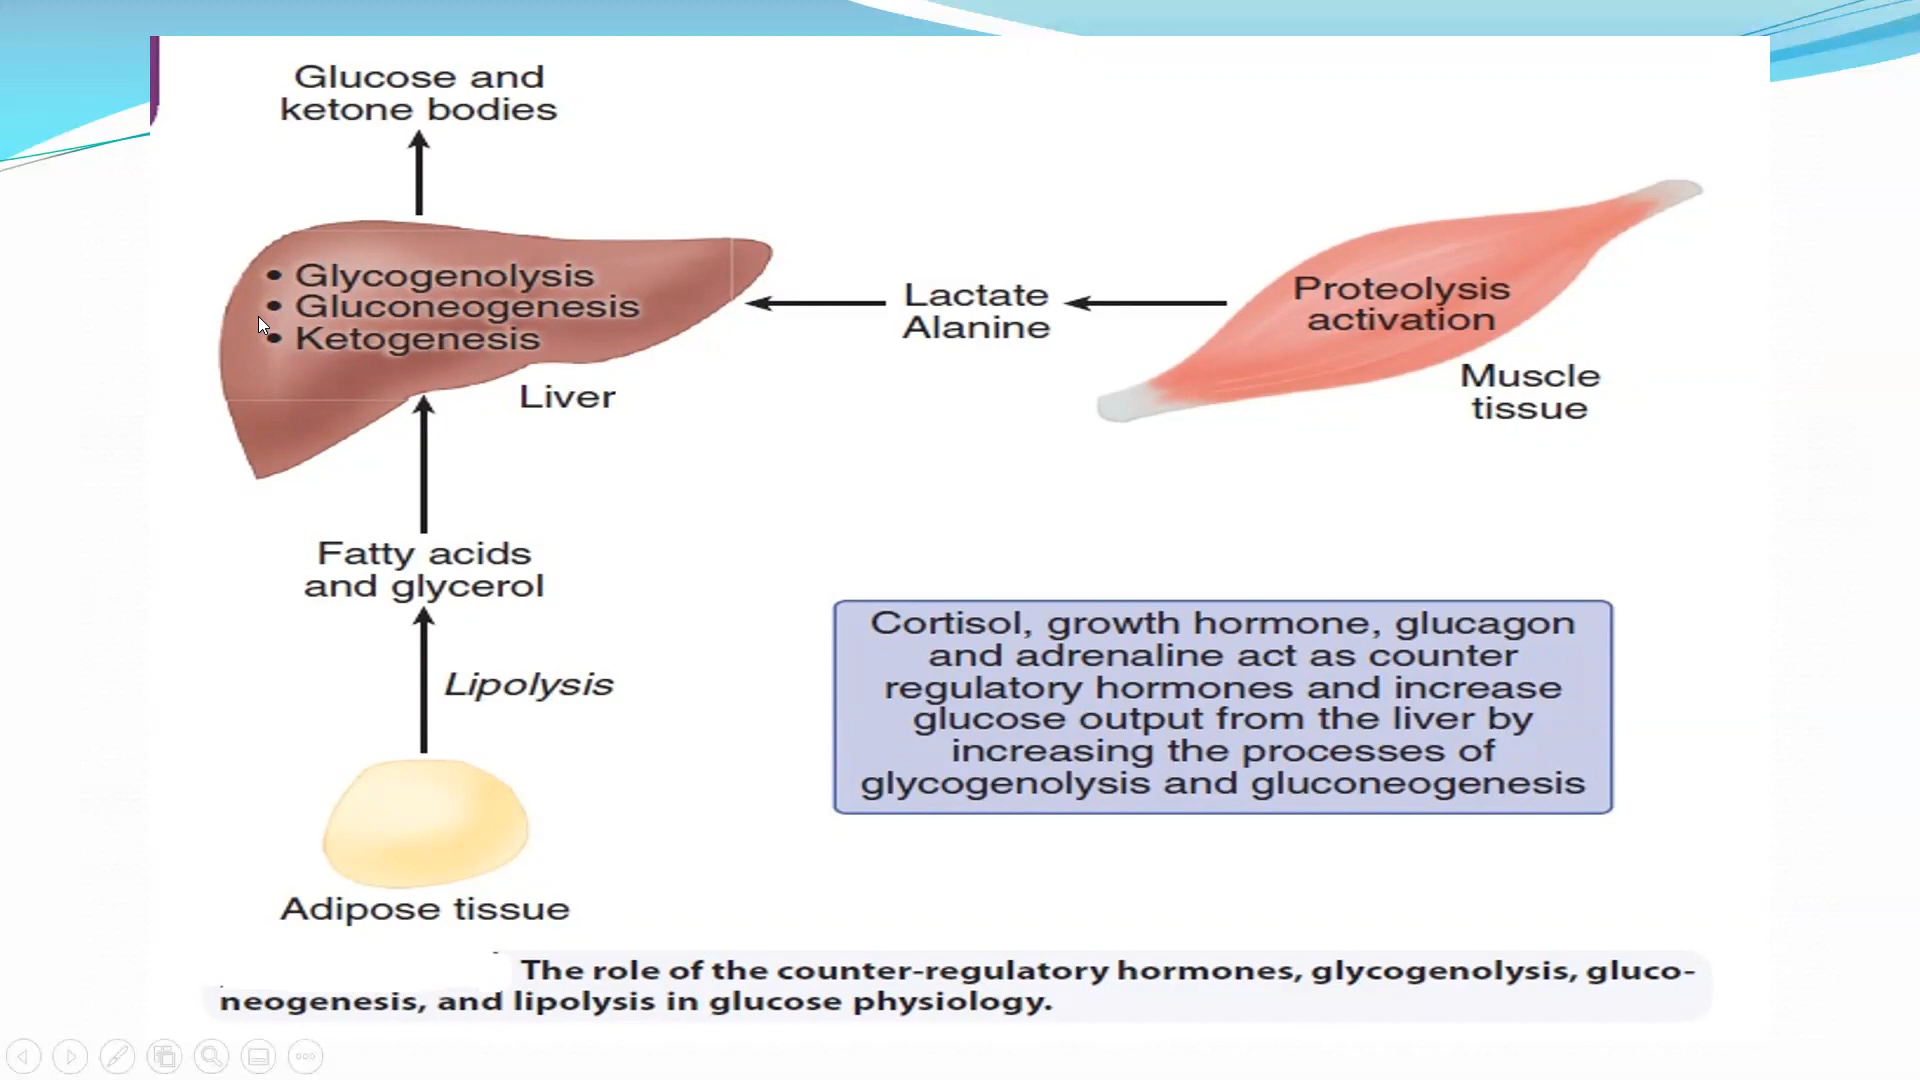 Glucose and
ketone bodies
• Glycogenolysis
• Gluconeogenesis
• Ketogenesis
Liver
Lactate
Alanine
Proteolysis
activation
Muscle
tissue
Fatty acids
and glycerol
Lipolysis
Adipose tissue
Cortisol, growth hormone, glucagon
and adrenaline act as counter
regulatory hormones and increase
glucose output from the liver by
increasing the processes of
glycogenolysis and gluconeogenesis
The role of the counter-regulatory hormones, glycogenolysis, gluco-
neogenesis, and lipolysis in glucose physiology.